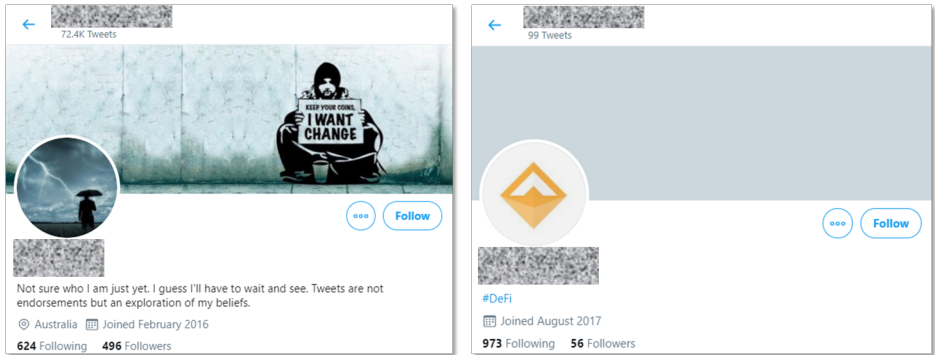 72.4K Tweets
KEEP YOUR COINS,
I WANT
CHANGE
Follow
Not sure who I am just yet. I guess I'll have to wait and see. Tweets are not
endorsements but an exploration of my beliefs.
Australia Joined February 2016
624 Following 496 Followers
99 Tweets
Follow
#DeFi
Joined August 2017
973 Following 56 Followers